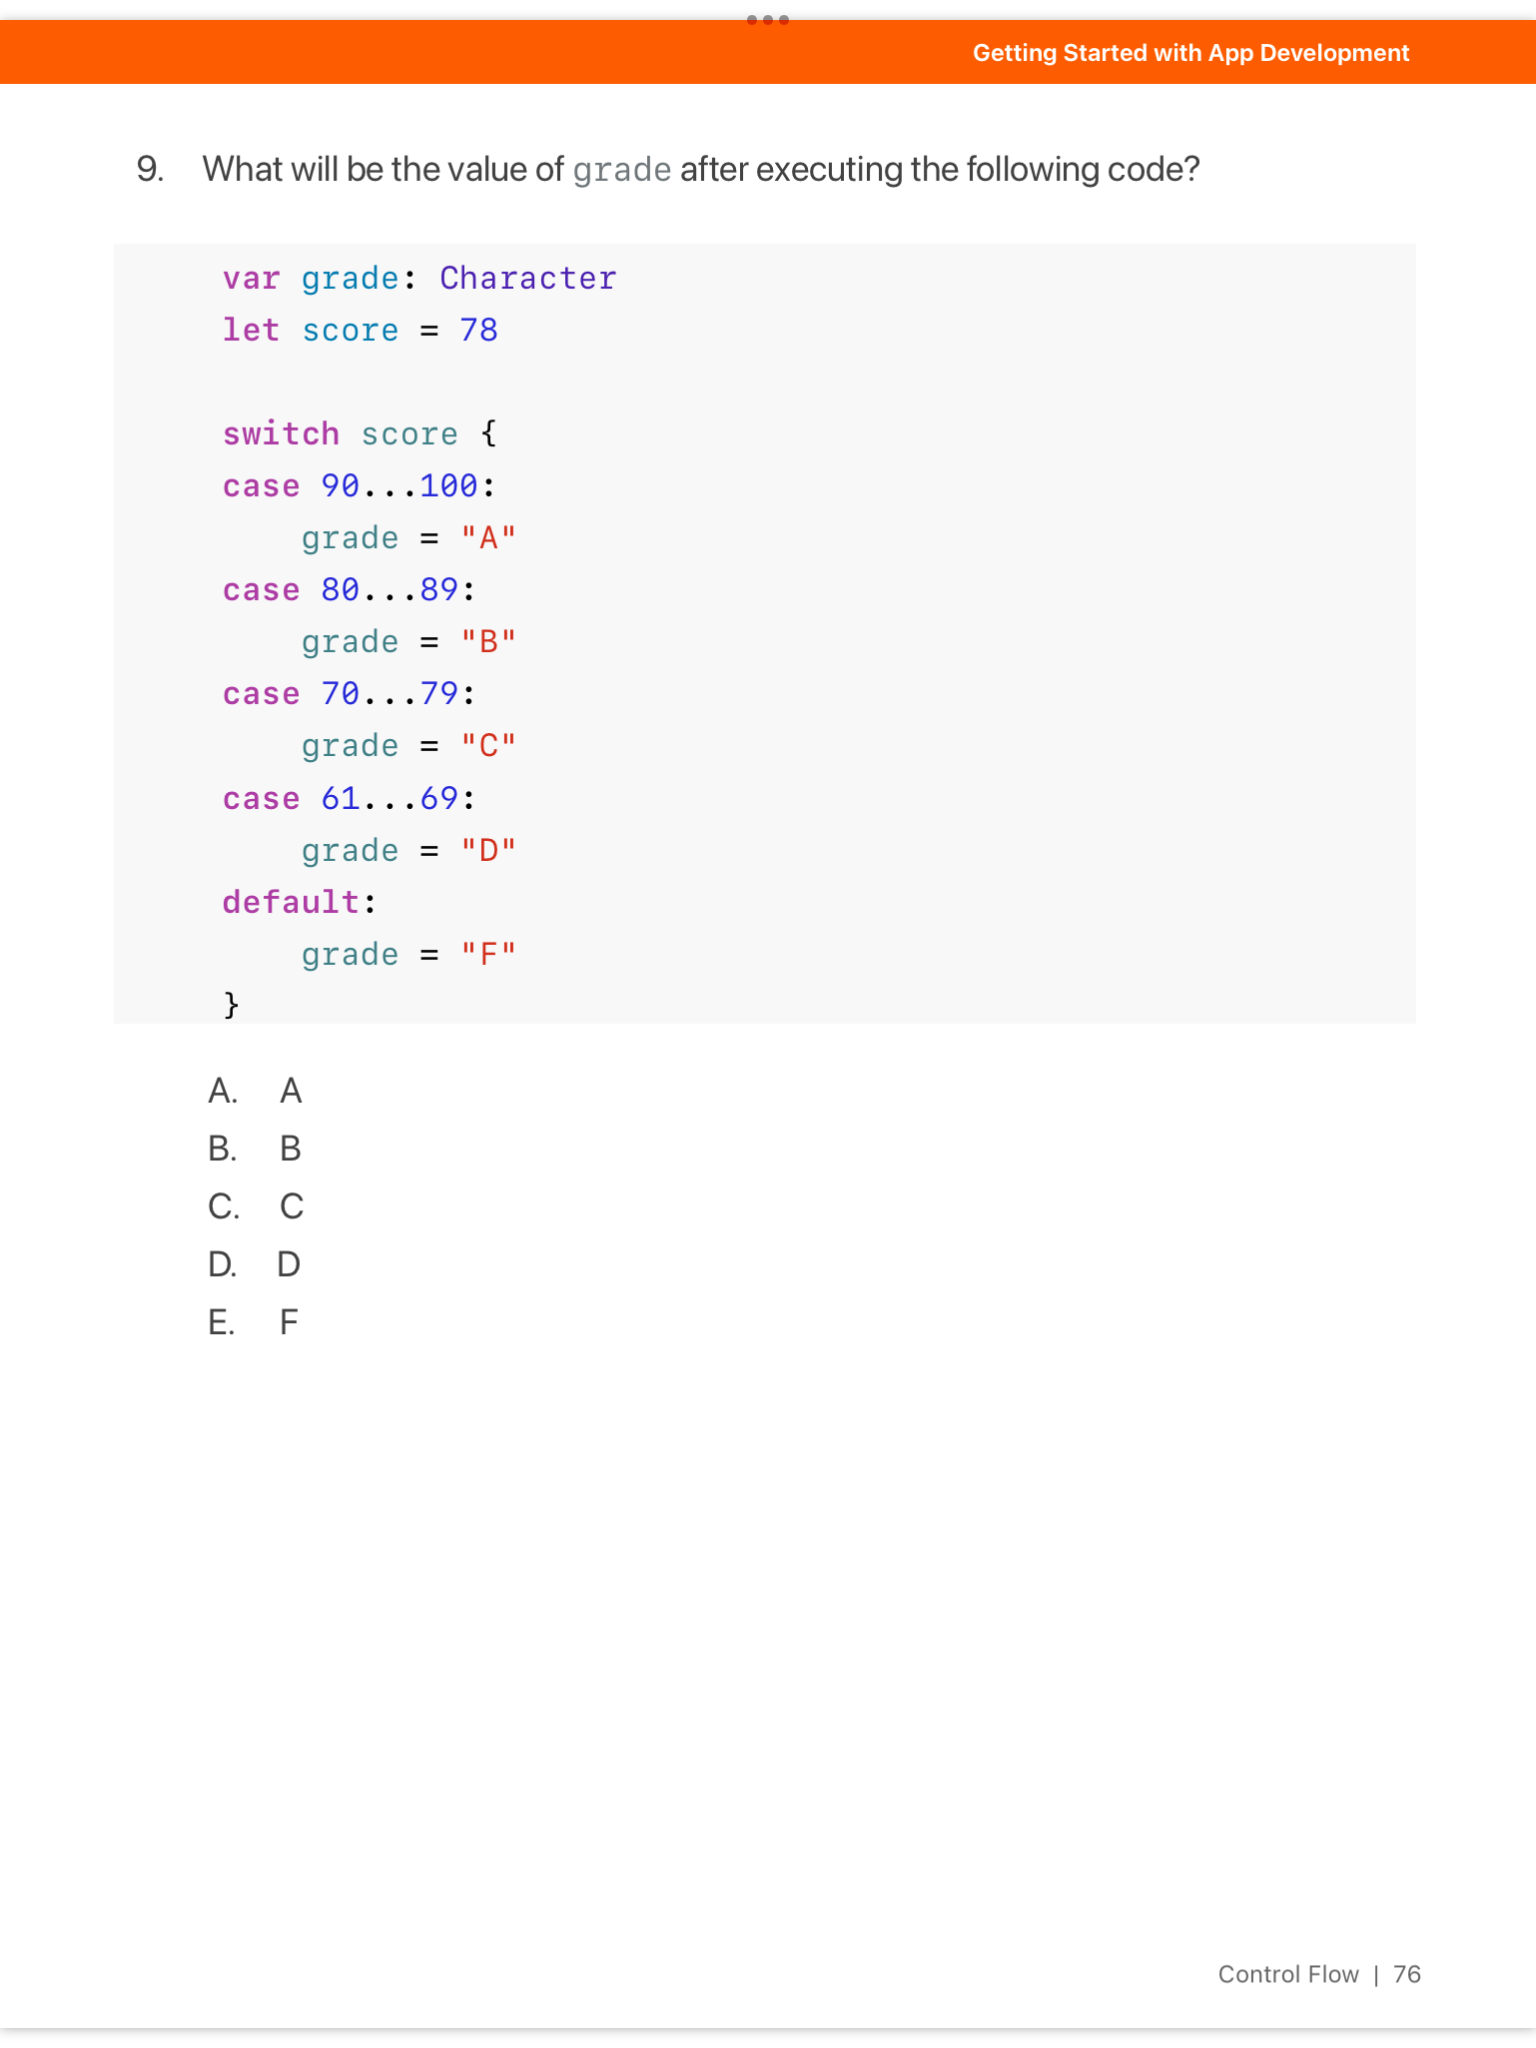 Getting Started with App Development
9. What will be the value of grade after executing the following code?
var grade: Character
let score = 78
switch score {
case 90...100:
    grade = "A"
case 80...89:
    grade = "B"
case 70...79:
    grade = "C"
case 61...69:
    grade = "D"
default:
    grade = "F"
}
A. A
B. B
C. C
D. D
E. F
Control Flow | 76